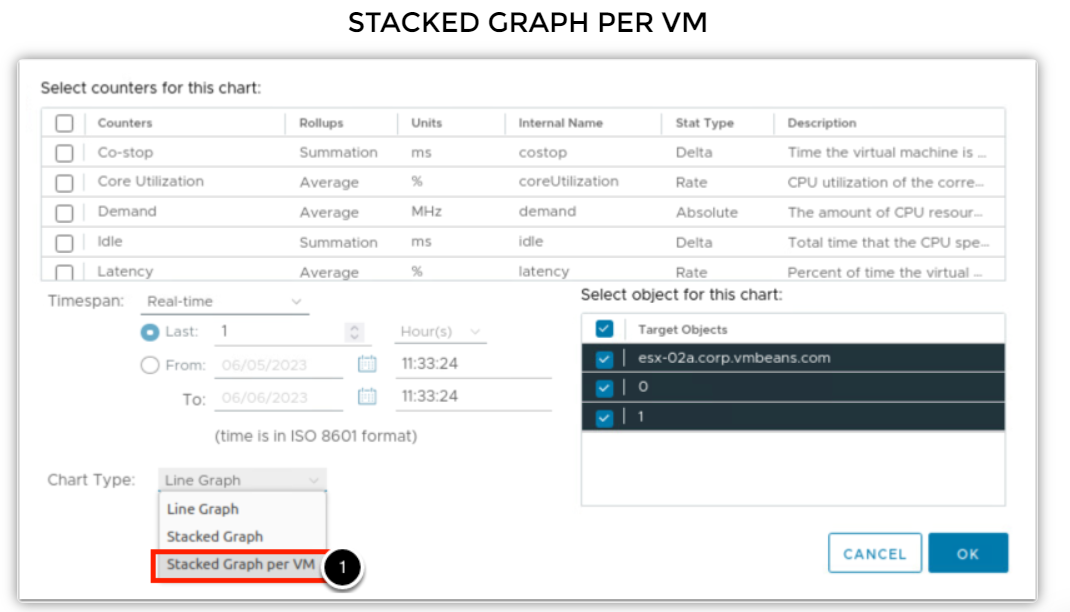 STACKED GRAPH PER VM
Select counters for this chart:
Counters Rollups Units Internal Name Stat Type Description
Co-stop Summation ms costop Delta Time the virtual machine is ...
Core Utilization Average % coreUtilization Rate CPU utilization of the corre...
Demand Average MHz demand Absolute The amount of CPU resour...
Idle Summation ms idle Delta Total time that the CPU spe...
Latency Average % latency Rate Percent of time the virtual ...
Timespan: Real-time
Last: 1 Hour(s)
From: 06/05/2023 11:33:24
To: 06/06/2023 11:33:24
(time is in ISO 8601 format)
Select object for this chart:
Target Objects
esx-02a.corp.vmbeans.com
0
1
Chart Type: Line Graph
Line Graph
Stacked Graph
Stacked Graph per VM 1
CANCEL OK